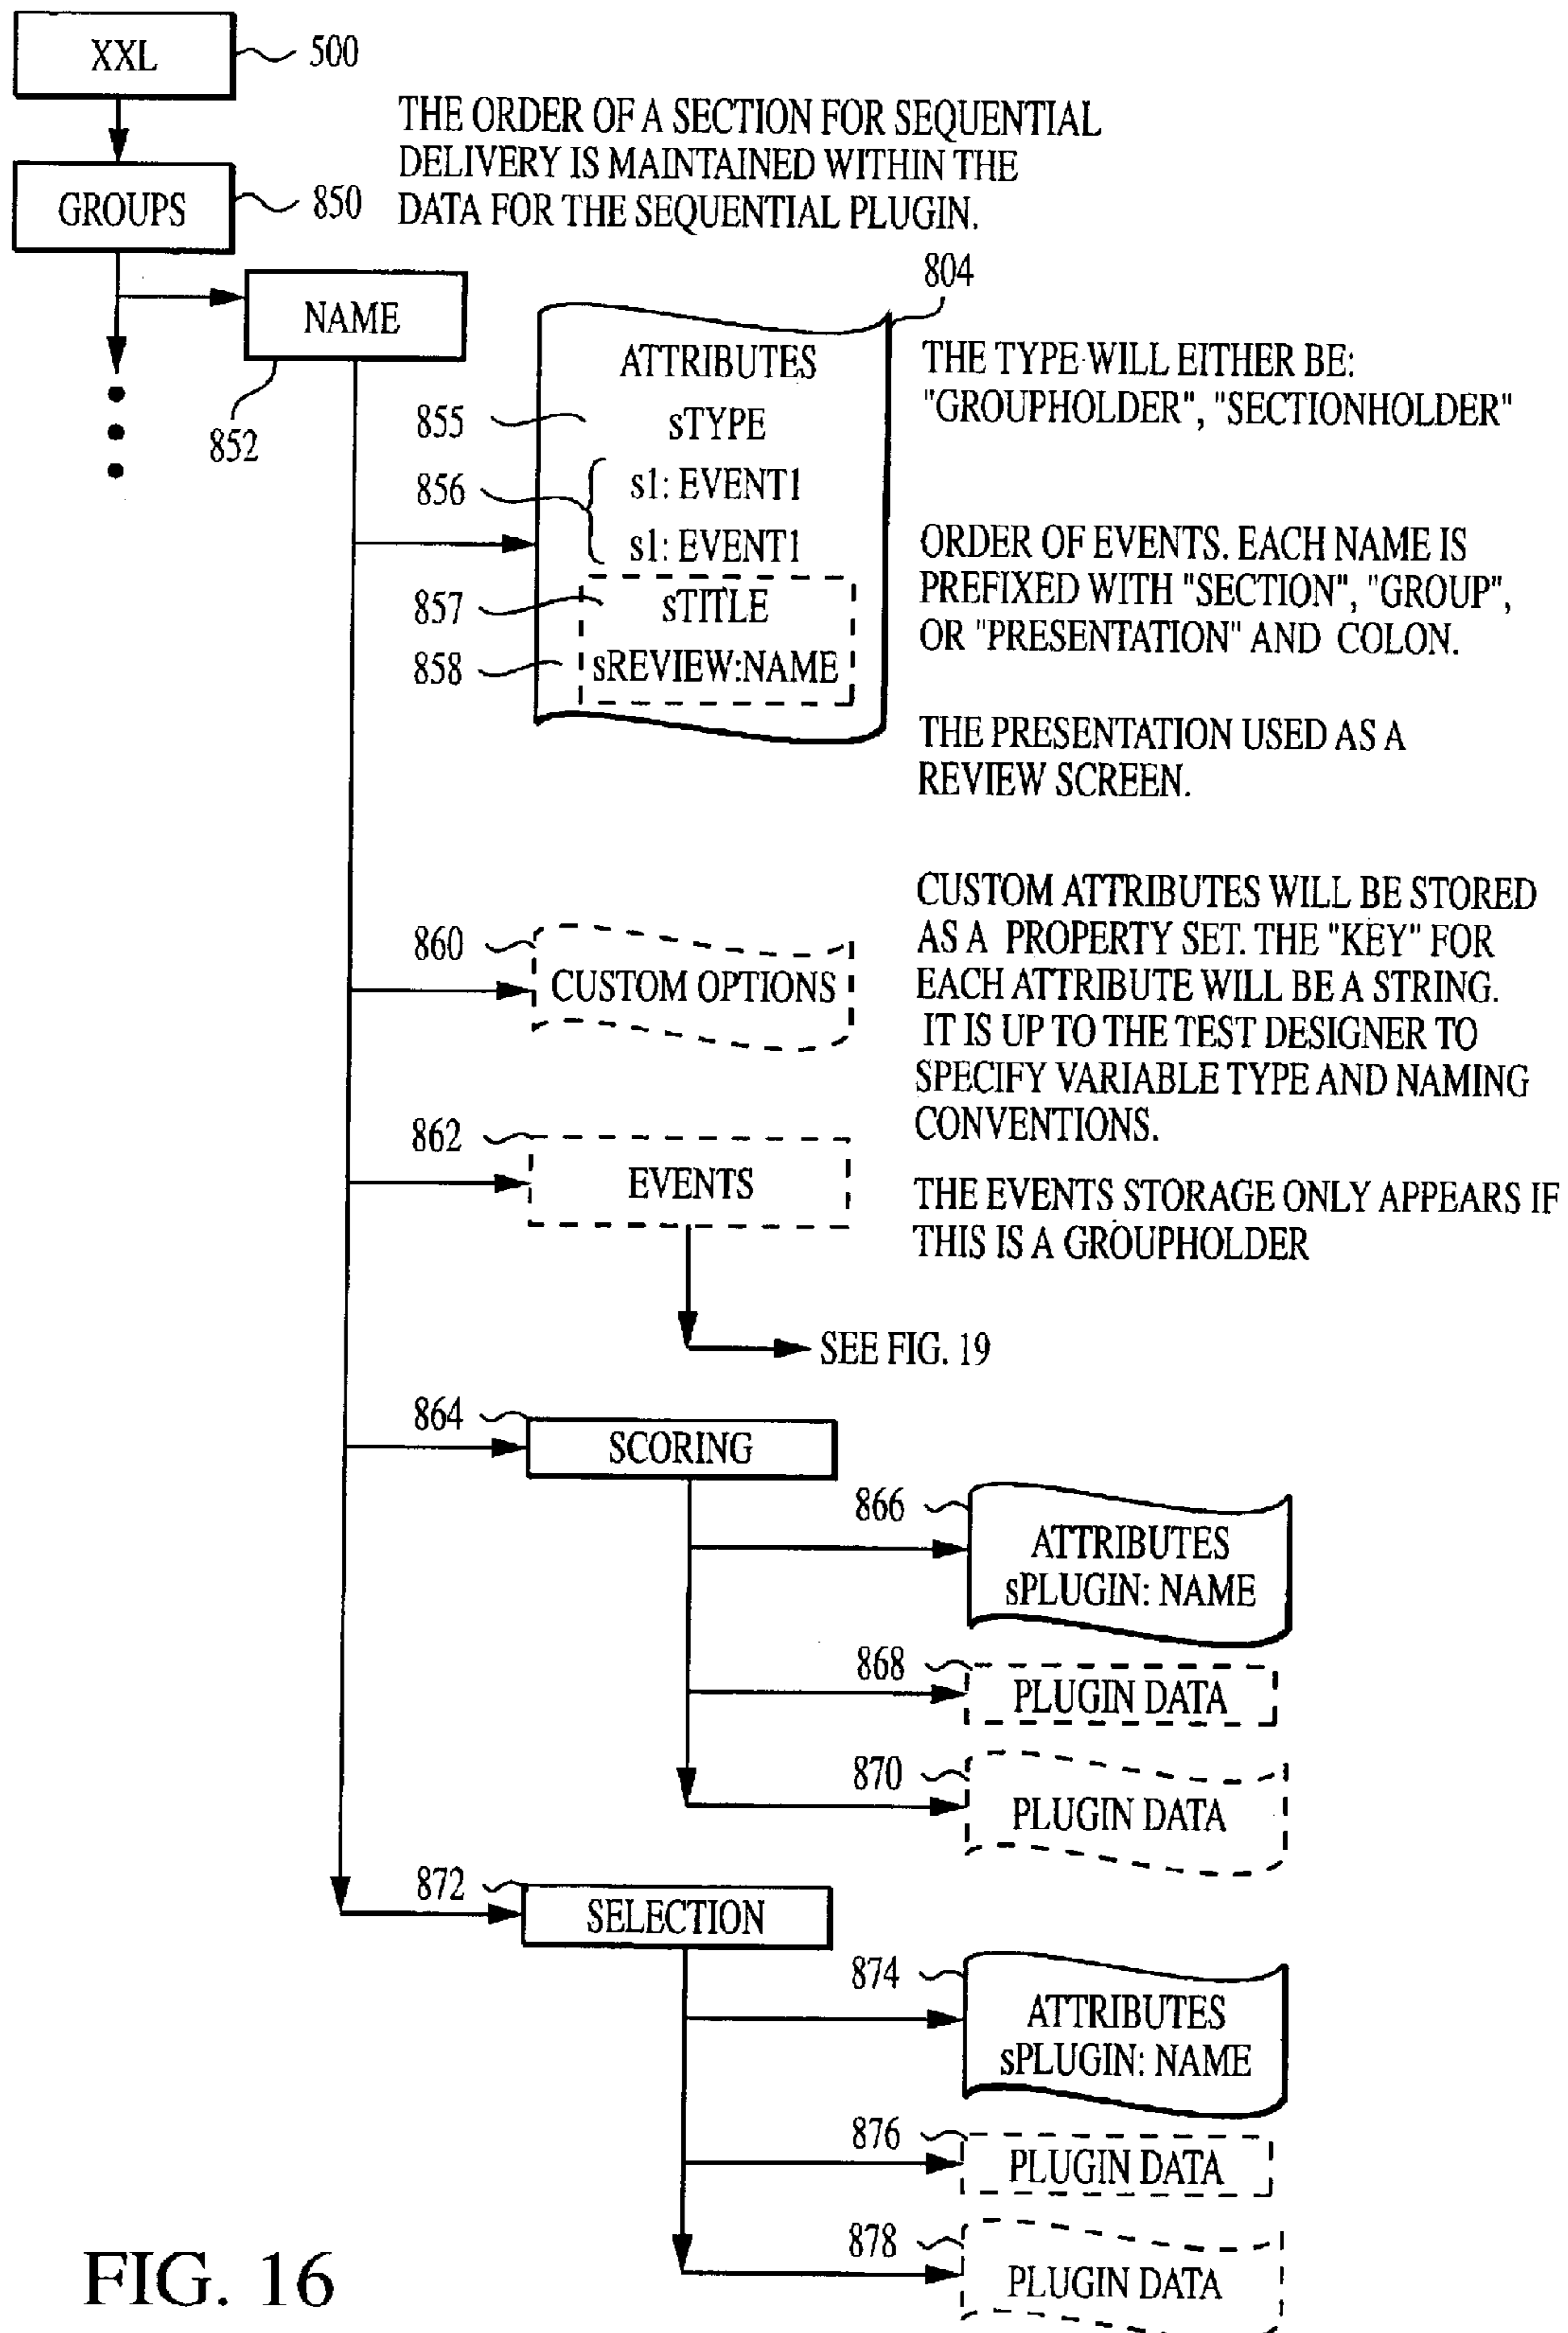 XXL
500
THE ORDER OF A SECTION FOR SEQUENTIAL
DELIVERY IS MAINTAINED WITHIN THE
DATA FOR THE SEQUENTIAL PLUGIN.
GROUPS
850
NAME
852
804
ATTRIBUTES
855
sTYPE
856
s1: EVENT1
s1: EVENT1
857
sTITLE
858
sREVIEW:NAME
THE TYPE WILL EITHER BE:
"GROUPHOLDER", "SECTIONHOLDER"
ORDER OF EVENTS. EACH NAME IS
PREFIXED WITH "SECTION", "GROUP",
OR "PRESENTATION" AND COLON.
THE PRESENTATION USED AS A
REVIEW SCREEN.
860
CUSTOM OPTIONS
CUSTOM ATTRIBUTES WILL BE STORED
AS A PROPERTY SET. THE "KEY" FOR
EACH ATTRIBUTE WILL BE A STRING.
IT IS UP TO THE TEST DESIGNER TO
SPECIFY VARIABLE TYPE AND NAMING
CONVENTIONS.
862
EVENTS
THE EVENTS STORAGE ONLY APPEARS IF
THIS IS A GROUPHOLDER
SEE FIG. 19
864
SCORING
866
ATTRIBUTES
sPLUGIN: NAME
868
PLUGIN DATA
870
PLUGIN DATA
872
SELECTION
874
ATTRIBUTES
sPLUGIN: NAME
876
PLUGIN DATA
878
PLUGIN DATA
FIG. 16